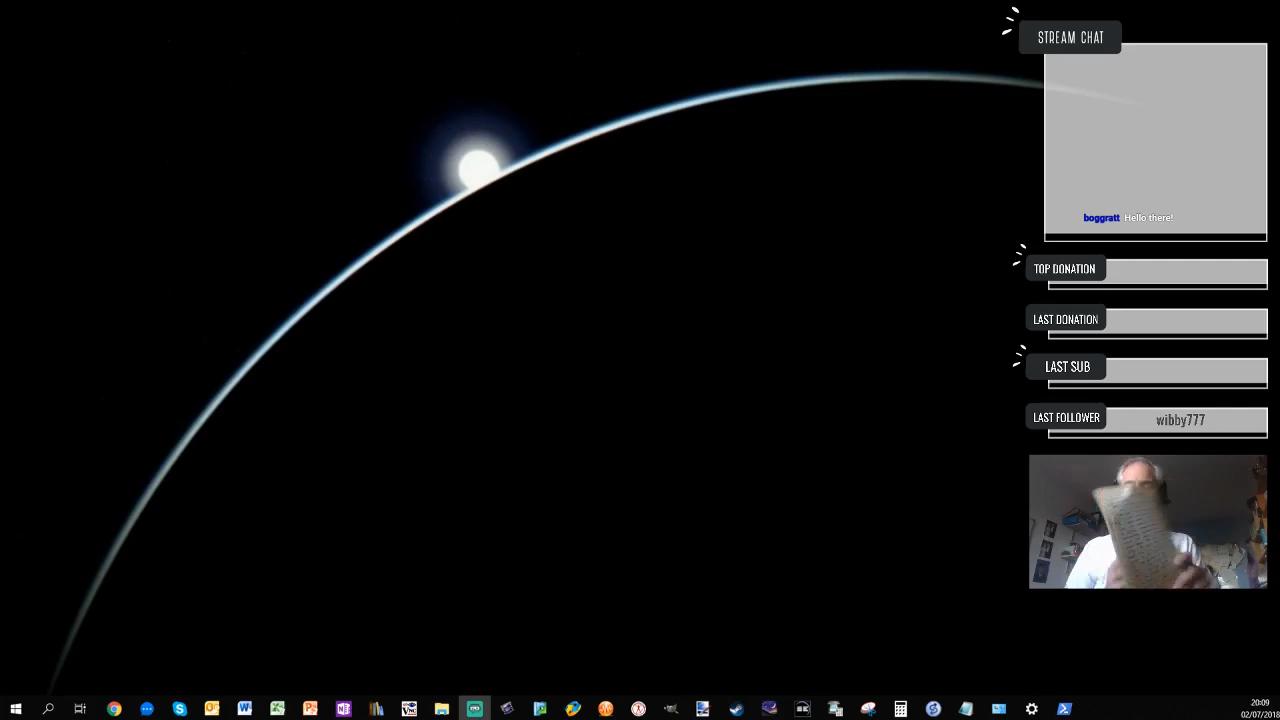 STREAM CHAT
boggratt Hello there!
TOP DONATION
LAST DONATION
LAST SUB
LAST FOLLOWER wibby777
20:09
02/07/2018